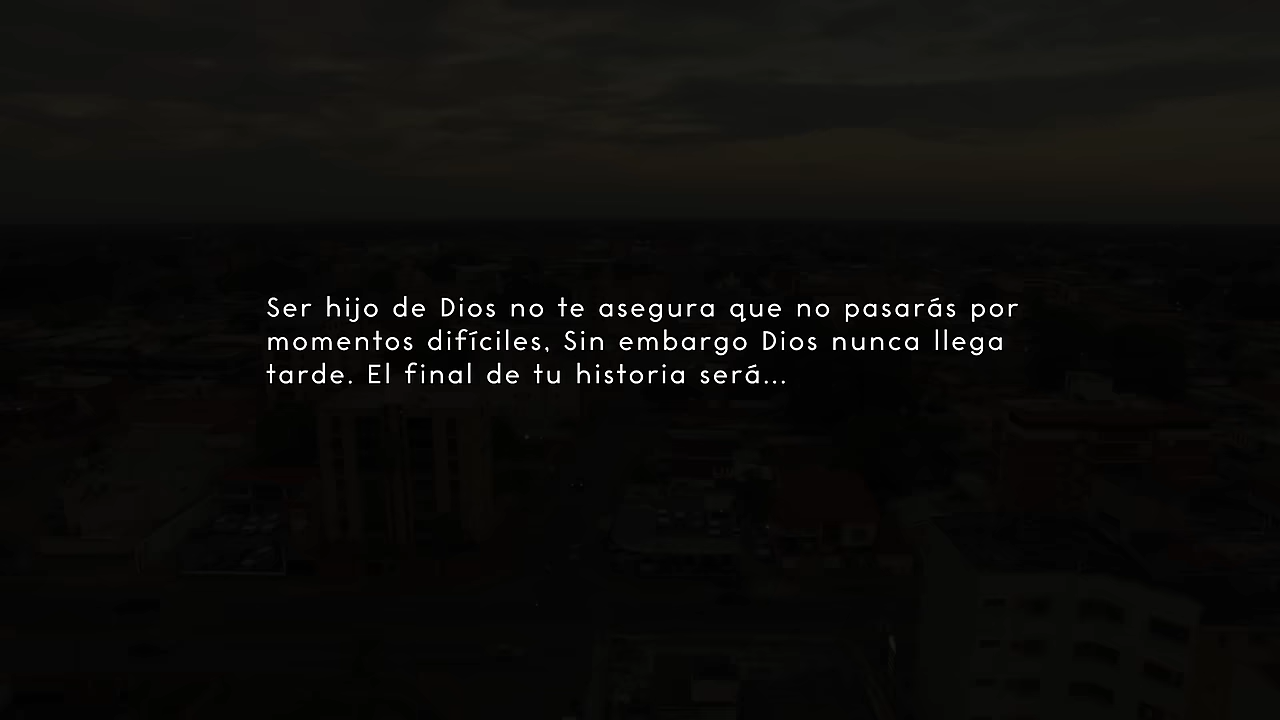 Ser hijo de Dios no te asegura que no pasarás por
momentos difíciles, Sin embargo Dios nunca llega
tarde. El final de tu historia será...